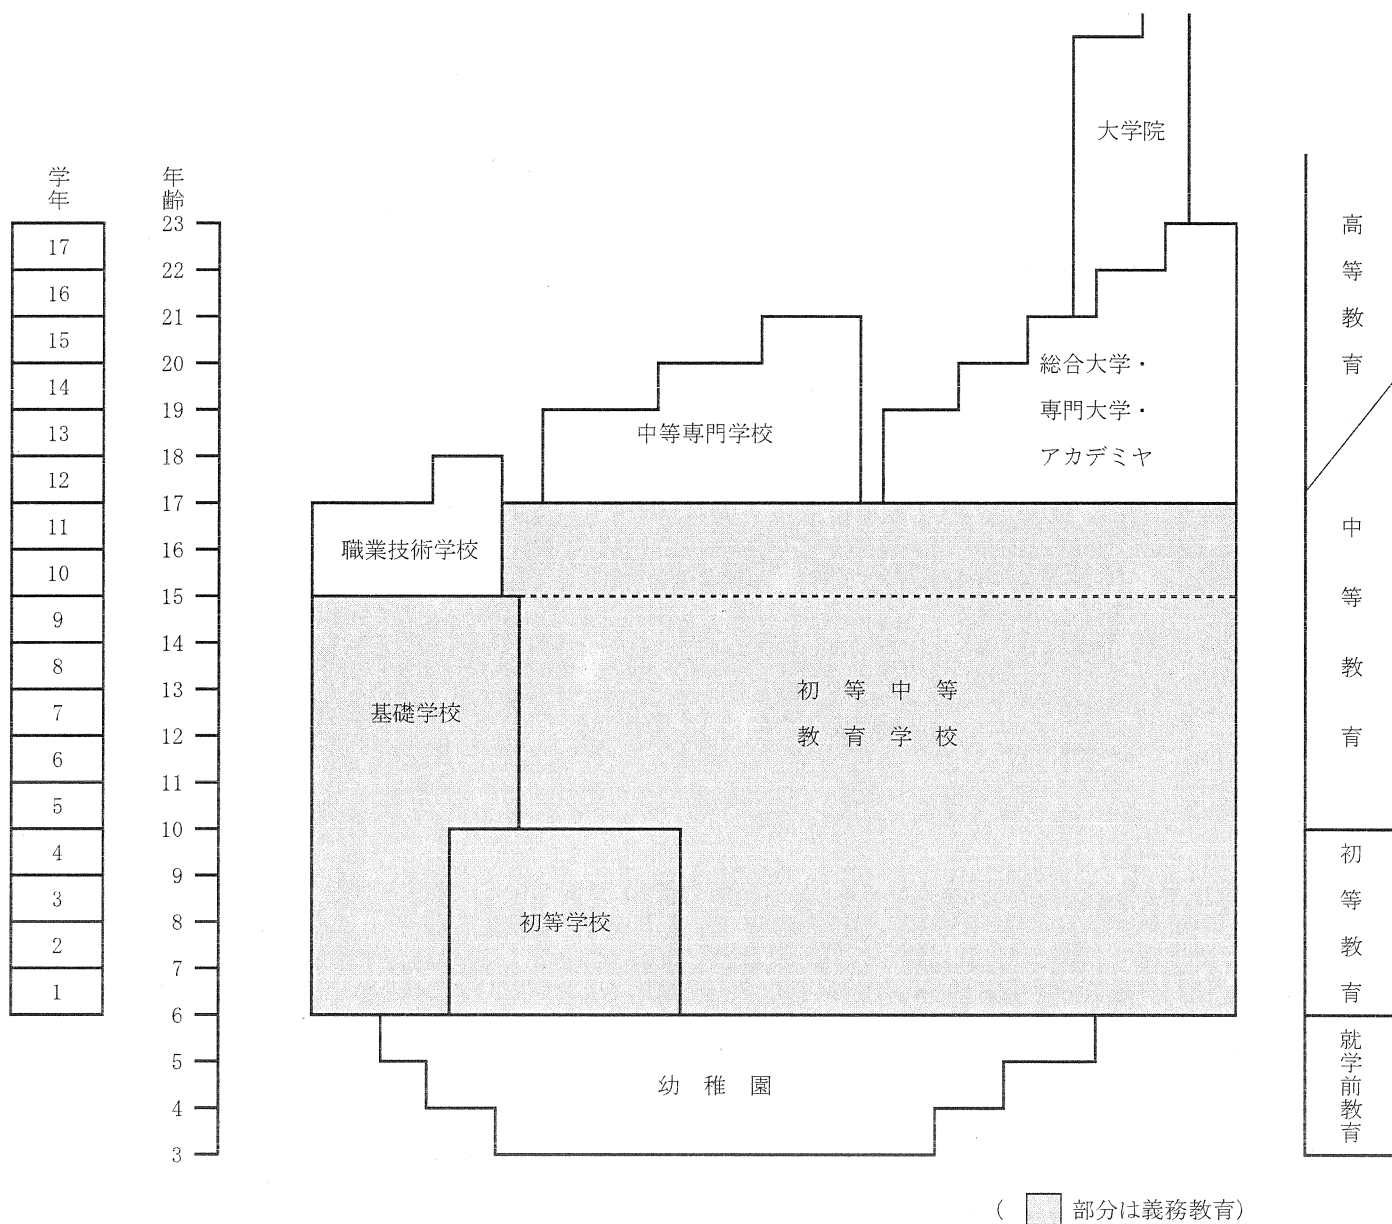 学年
年齢
23
17
22
16
21
15
20
14
19
13
18
12
17
11
16
10
15
9
14
8
13
7
12
6
11
5
10
4
9
3
8
2
7
1
6
5
4
3
大学院
総合大学・
専門大学・
アカデミヤ
中等専門学校
職業技術学校
基礎学校
初等中等
教育学校
初等学校
幼稚園
高等教育
中等教育
初等教育
就学前教育
( 部分は義務教育)